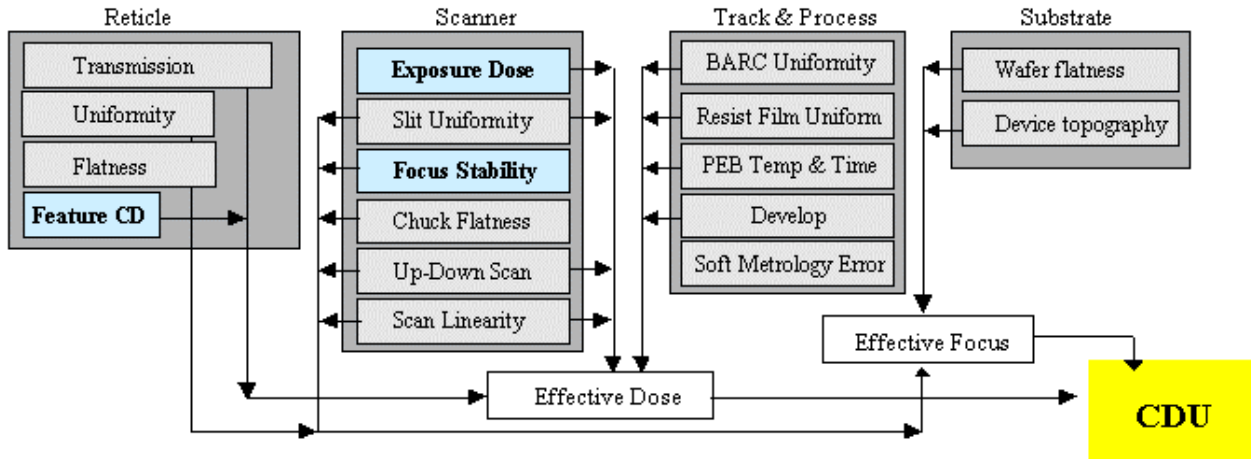 Reticle
Transmission
Uniformity
Flatness
Feature CD
Scanner
Exposure Dose
Slit Uniformity
Focus Stability
Chuck Flatness
Up-Down Scan
Scan Linearity
Track & Process
BARC Uniformity
Resist Film Uniform
PEB Temp & Time
Develop
Soft Metrology Error
Substrate
Wafer flatness
Device topography
Effective Focus
Effective Dose
CDU